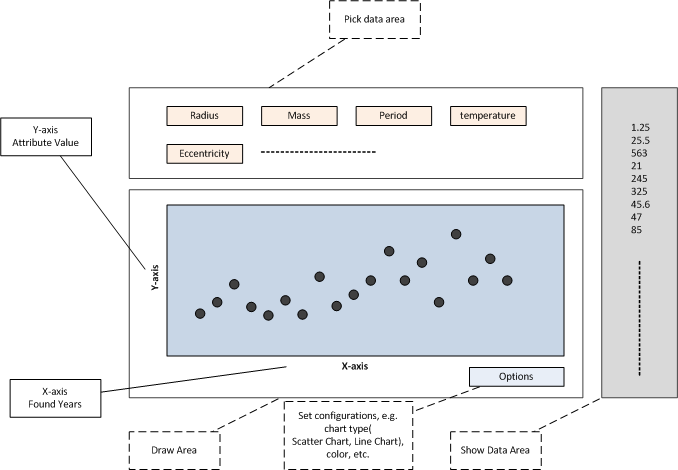 Pick data area
Radius
Mass
Period
temperature
Eccentricity
Y-axis
Attribute Value
1.25
25.5
563
21
245
325
45.6
47
85
Y-axis
X-axis
Options
X-axis
Found Years
Set configurations, e.g.
chart type(
Scatter Chart, Line Chart),
color, etc.
Draw Area
Show Data Area